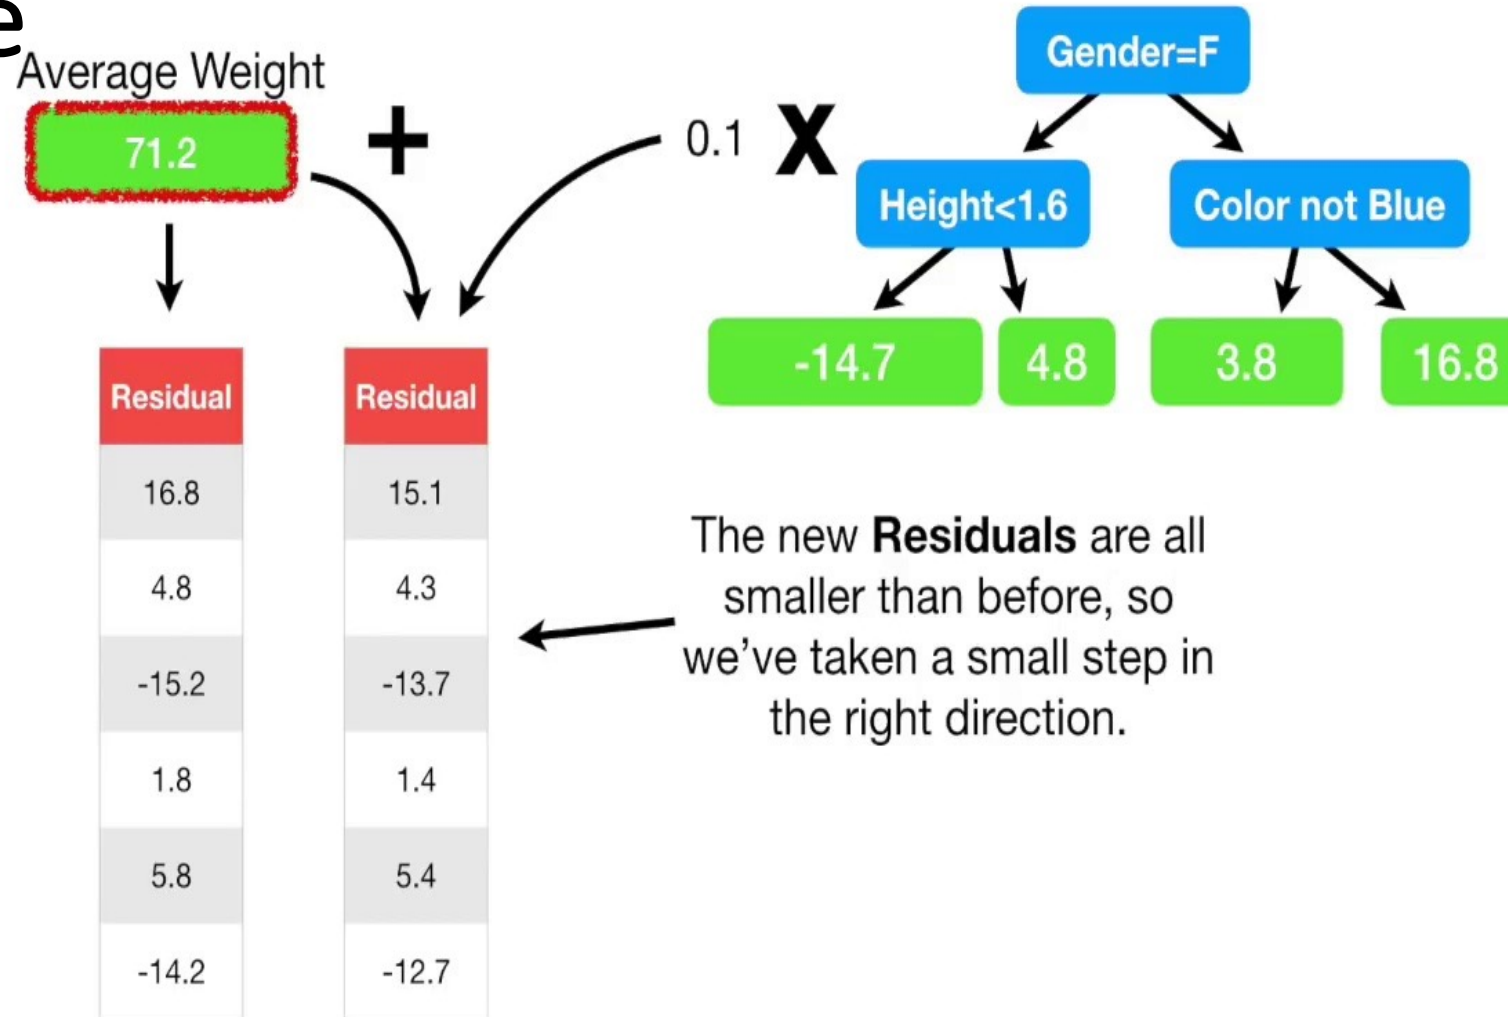 e
Average Weight
71.2
+
0.1
X
Gender=F
Height<1.6
Color not Blue
-14.7
4.8
3.8
16.8
Residual
16.8
4.8
-15.2
1.8
5.8
-14.2
Residual
15.1
4.3
-13.7
1.4
5.4
-12.7
The new Residuals are all
smaller than before, so
we’ve taken a small step in
the right direction.